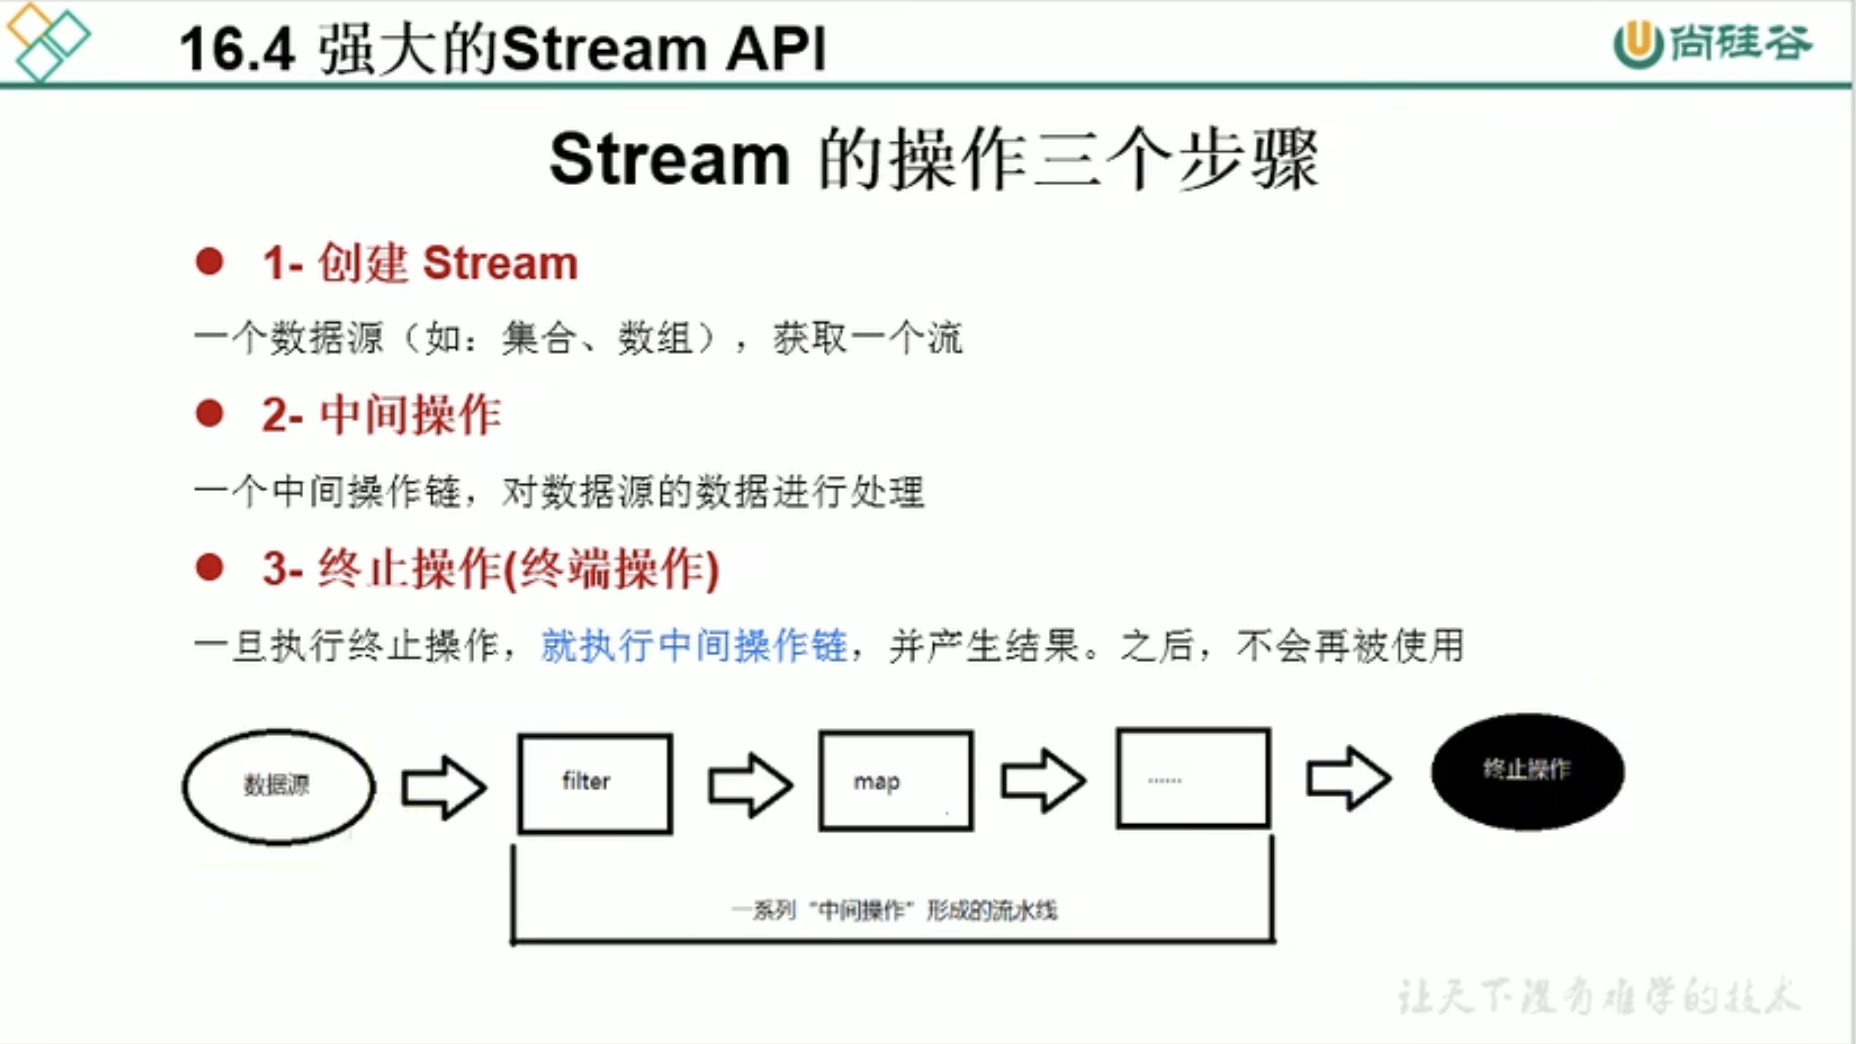 16.4 强大的Stream API
尚硅谷
Stream 的操作三个步骤
1- 创建 Stream
一个数据源（如：集合、数组），获取一个流
2- 中间操作
一个中间操作链，对数据源的数据进行处理
3- 终止操作(终端操作)
一旦执行终止操作，就执行中间操作链，并产生结果。之后，不会再被使用
数据源
filter
map
......
终止操作
一系列“中间操作”形成的流水线
让天下没有难学的技术